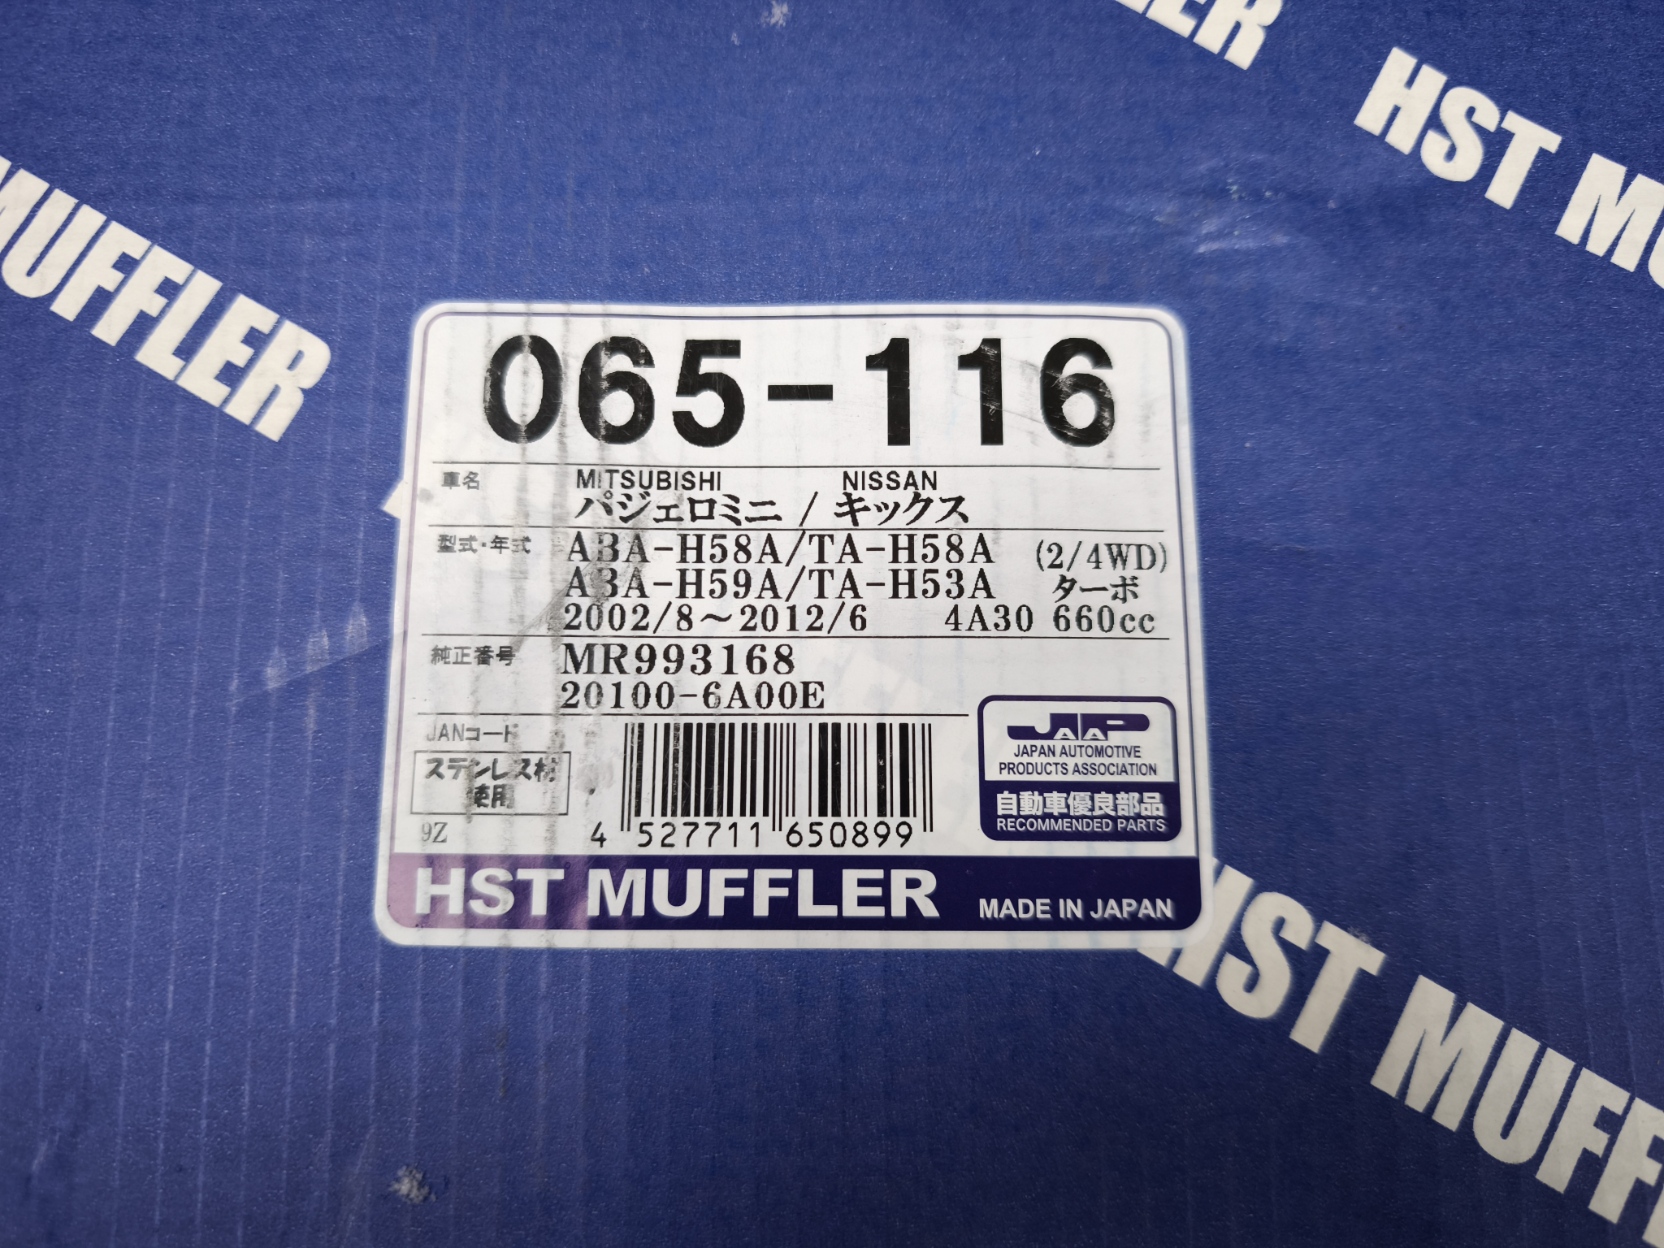 FLER
HST MU
MUFFLER
065-116
車名 MITSUBISHI NISSAN
パジェロミニ / キックス
型式・年式 ABA-H58A/TA-H58A (2/4WD)
ABA-H59A/TA-H53A ターボ
2002/8～2012/6 4A30 660cc
純正番号 MR993168
20100-6A00E
JANコード
ステンレス材
使用
9Z
4 527711 650899
JAAP
JAPAN AUTOMOTIVE
PRODUCTS ASSOCIATION
自動車優良部品
RECOMMENDED PARTS
HST MUFFLER MADE IN JAPAN
HST MUFF